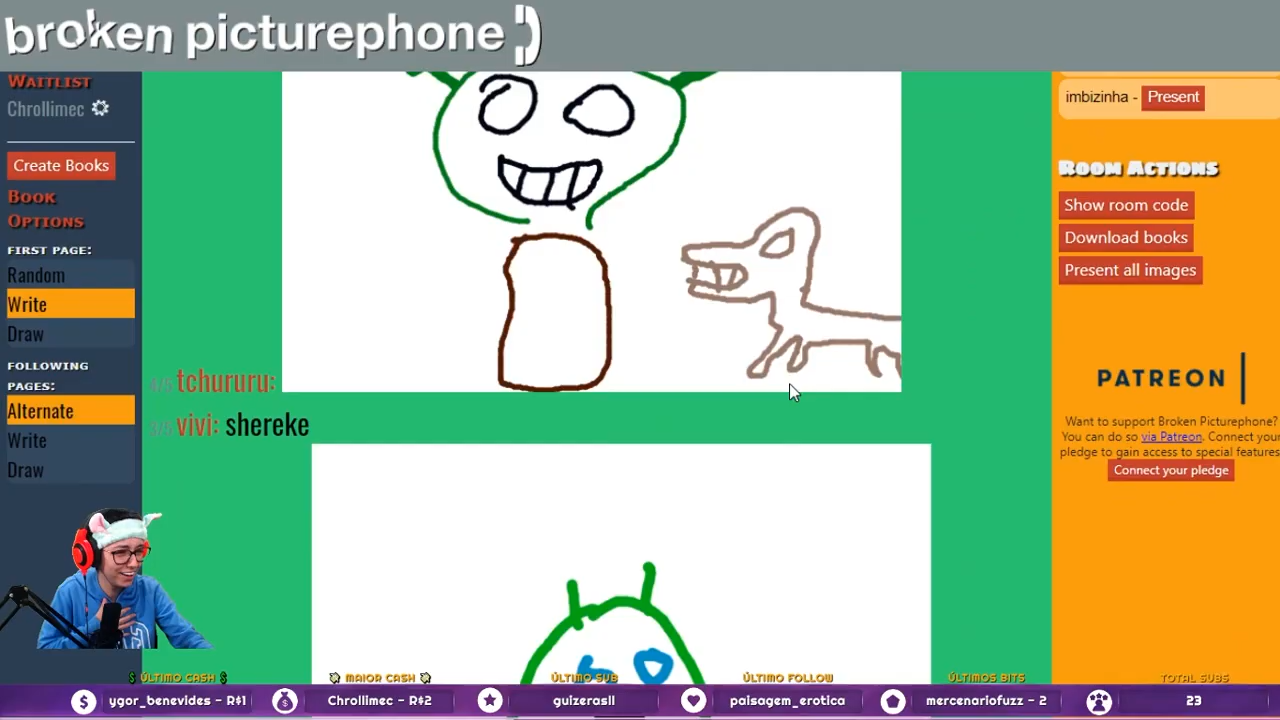 broken picturephone
WAITLIST
Chrollimec
Create Books
BOOK
OPTIONS
FIRST PAGE:
Random
Write
Draw
FOLLOWING
PAGES:
Alternate
Write
Draw
tchururu:
vivi: shereke
imbizinha - Present
ROOM ACTIONS
Show room code
Download books
Present all images
PATREON
Want to support Broken Picturephone?
You can do so via Patreon. Connect your
pledge to gain access to special features
Connect your pledge
$ ÚLTIMO CASH $
MAIOR CASH
ÚLTIMO SUB
ÚLTIMO FOLLOW
ÚLTIMOS BITS
TOTAL SUBS
$ ygor_benevides - R$1
Chrollimec - R$2
guizerasll
paisagem_erotica
mercenariofuzz - 2
23